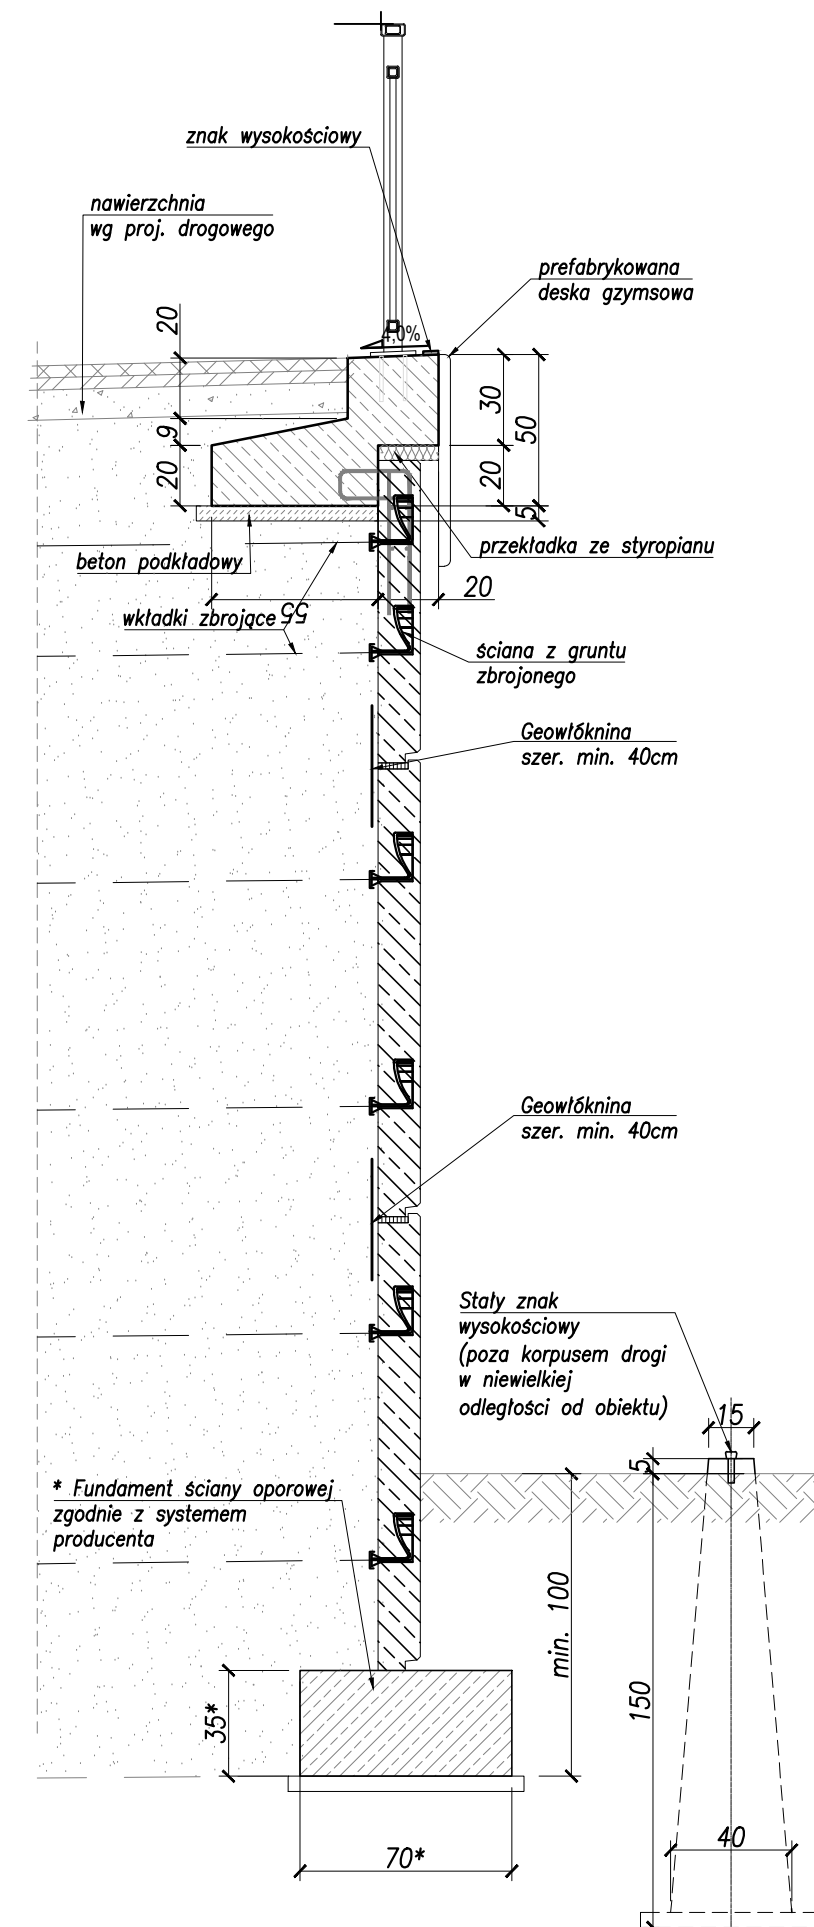 znak wysokościowy
nawierzchnia
wg proj. drogowego
prefabrykowana
deska gzymsowa
20
4,0%
30
50
9
20
20
5
beton podkładowy
przekładka ze styropianu
20
55
wkładki zbrojące
ściana z gruntu
zbrojonego
Geowłóknina
szer. min. 40cm
Geowłóknina
szer. min. 40cm
Stały znak
wysokościowy
(poza korpusem drogi
w niewielkiej
odległości od obiektu)
15
5
* Fundament ściany oporowej
zgodnie z systemem
producenta
min. 100
150
35*
70*
40